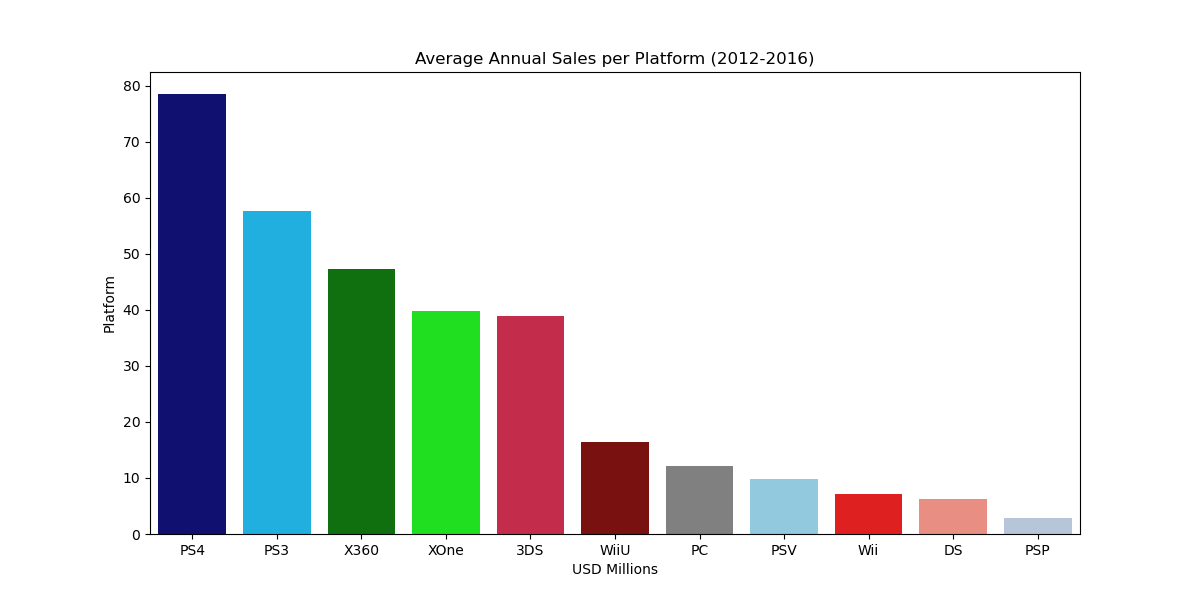 Average Annual Sales per Platform (2012-2016)
80
70
60
50
40
30
20
10
0
Platform
PS4 PS3 X360 XOne 3DS WiiU PC PSV Wii DS PSP
USD Millions